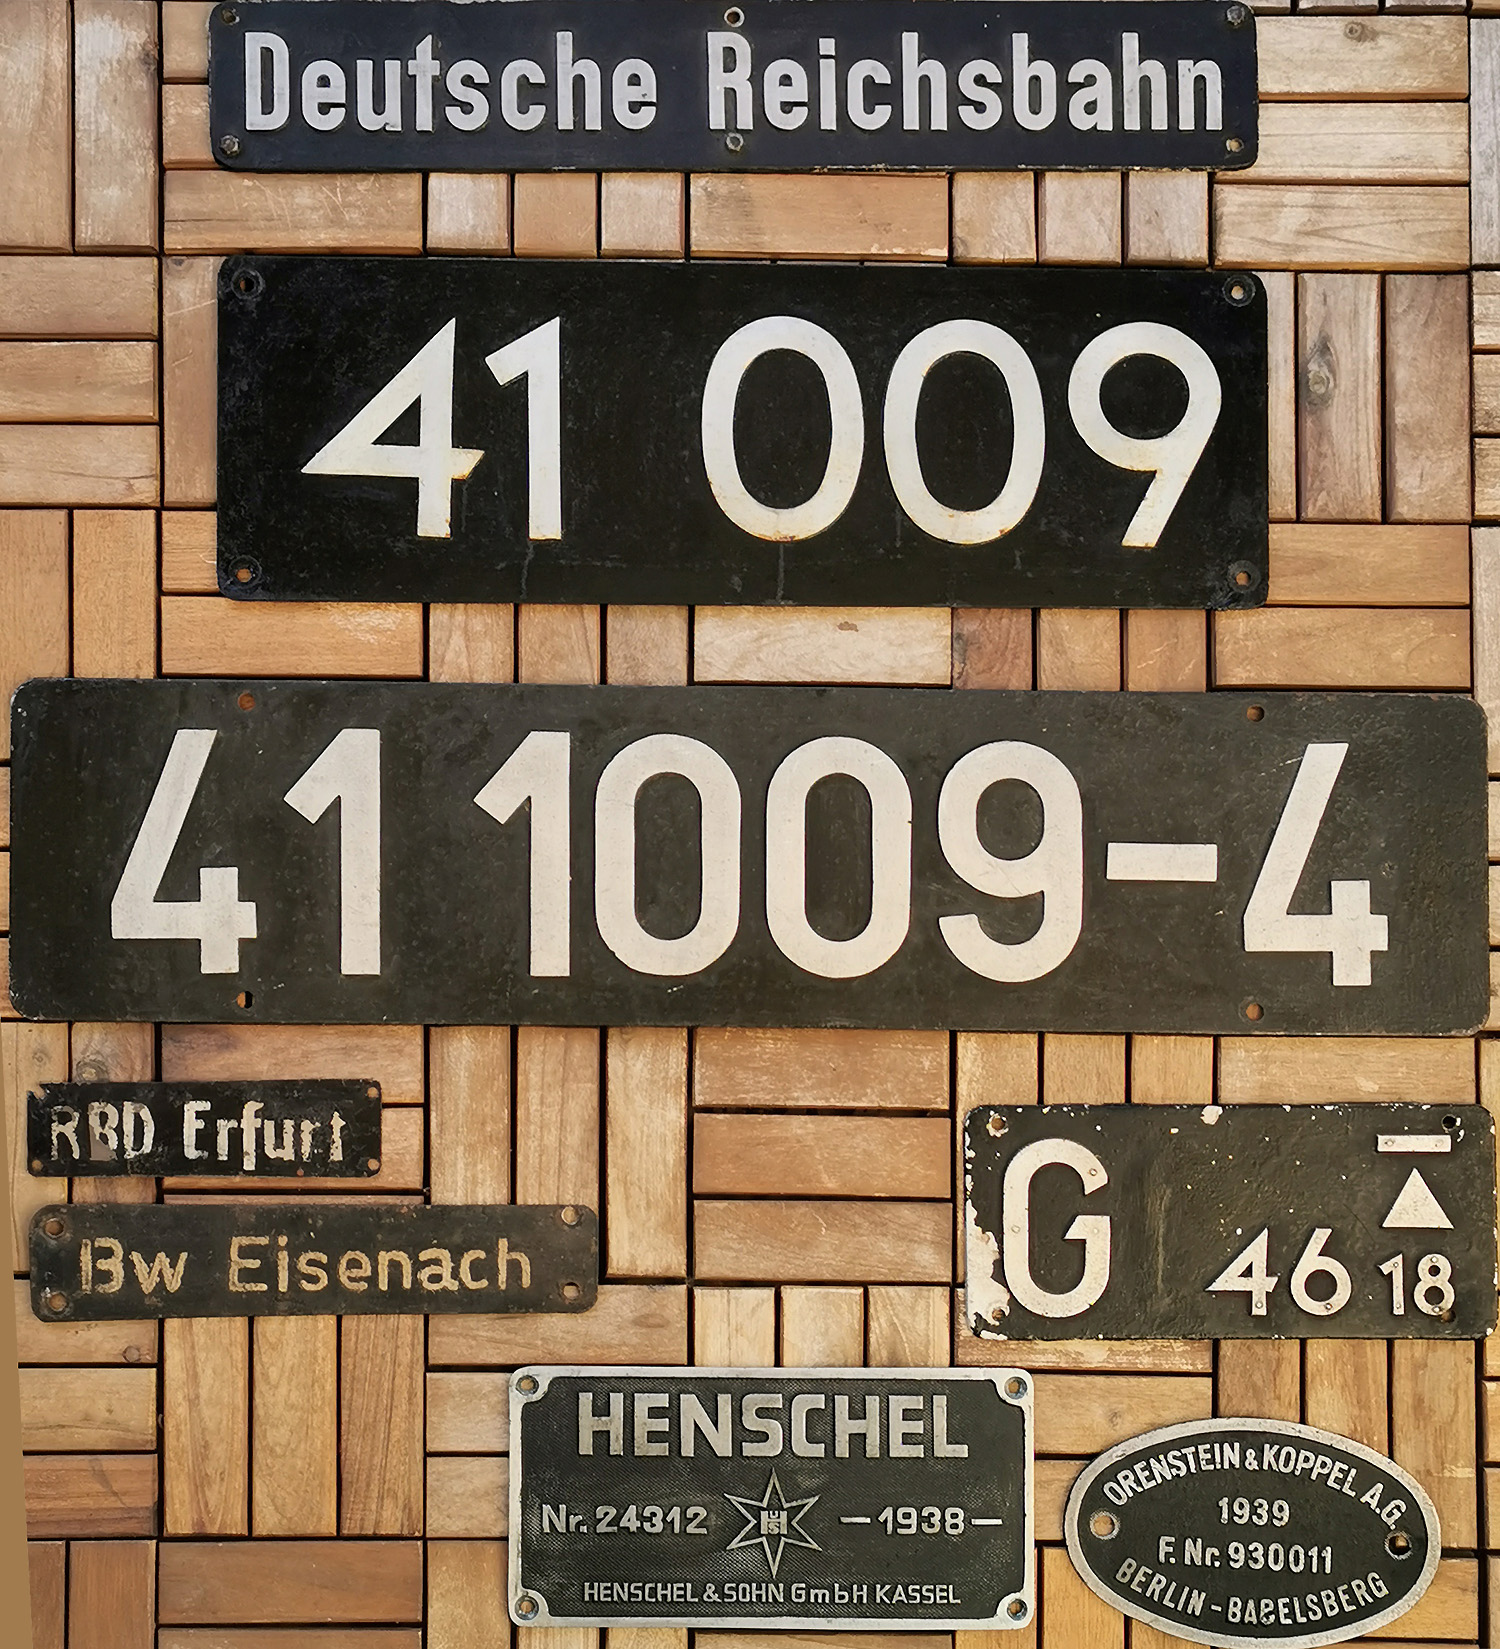 Deutsche Reichsbahn
41 009
41 1009-4
RBD Erfurt
Bw Eisenach
G 46 18
HENSCHEL
Nr. 24312 HS -1938-
HENSCHEL & SOHN GmbH KASSEL
ORENSTEIN & KOPPEL A.G.
1939
F. Nr. 930011
BERLIN - BABELSBERG